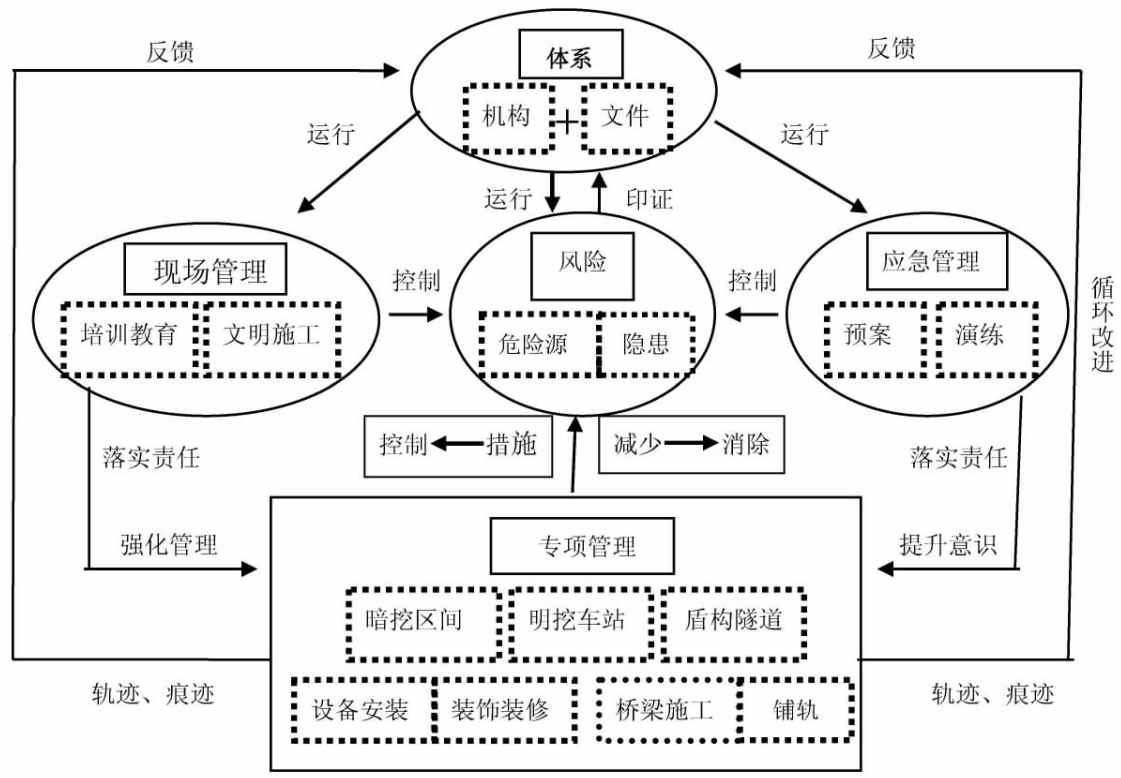 反馈
体系
反馈
机构 + 文件
运行
运行
运行
印证
现场管理
风险
应急管理
控制
控制
循环改进
培训教育
文明施工
危险源
隐患
预案
演练
控制
措施
减少
消除
落实责任
落实责任
强化管理
专项管理
提升意识
暗挖区间
明挖车站
盾构隧道
轨迹、痕迹
设备安装
装饰装修
桥梁施工
铺轨
轨迹、痕迹